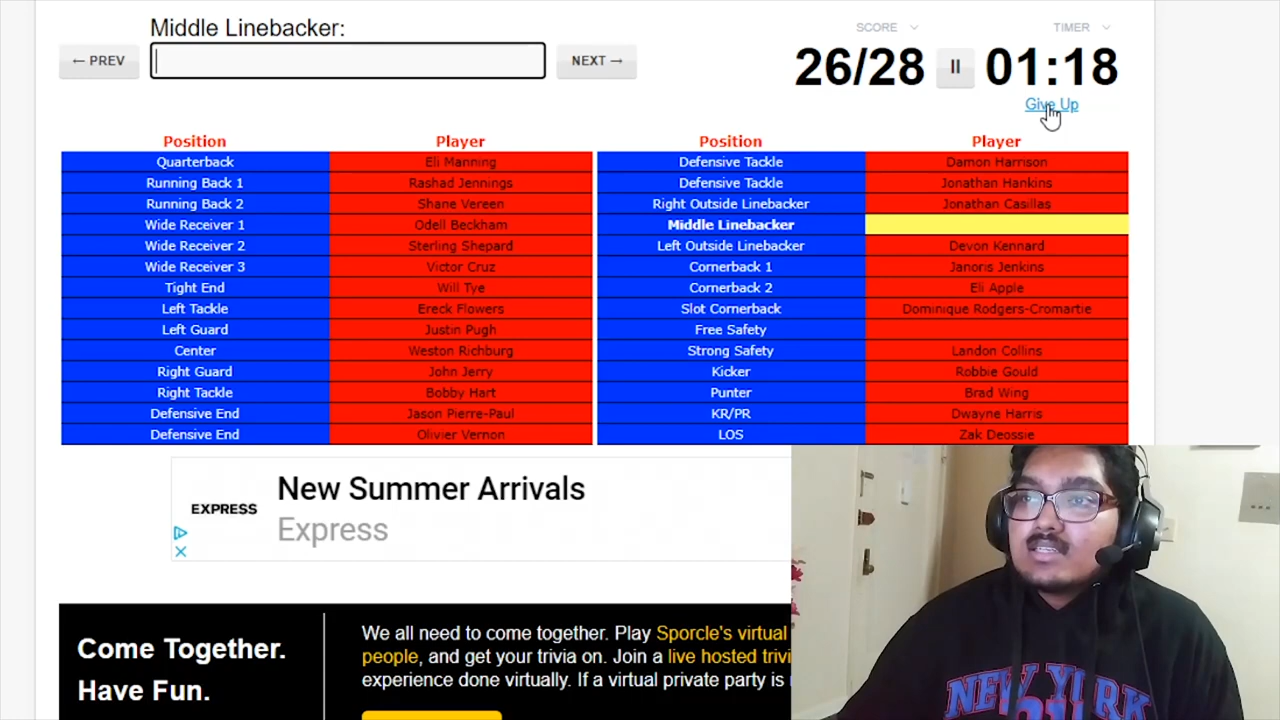 Middle Linebacker:
← PREV
NEXT →
SCORE
26/28
TIMER
01:18
Give Up
Position Player
Quarterback Eli Manning
Running Back 1 Rashad Jennings
Running Back 2 Shane Vereen
Wide Receiver 1 Odell Beckham
Wide Receiver 2 Sterling Shepard
Wide Receiver 3 Victor Cruz
Tight End Will Tye
Left Tackle Ereck Flowers
Left Guard Justin Pugh
Center Weston Richburg
Right Guard John Jerry
Right Tackle Bobby Hart
Defensive End Jason Pierre-Paul
Defensive End Olivier Vernon
Position Player
Defensive Tackle Damon Harrison
Defensive Tackle Jonathan Hankins
Right Outside Linebacker Jonathan Casillas
Middle Linebacker
Left Outside Linebacker Devon Kennard
Cornerback 1 Janoris Jenkins
Cornerback 2 Eli Apple
Slot Cornerback Dominique Rodgers-Cromartie
Free Safety
Strong Safety Landon Collins
Kicker Robbie Gould
Punter Brad Wing
KR/PR Dwayne Harris
LOS Zak Deossie
EXPRESS
New Summer Arrivals
Express
Come Together.
Have Fun.
We all need to come together. Play Sporcle's virtual
people, and get your trivia on. Join a live hosted trivi
experience done virtually. If a virtual private party is
NEW YORK